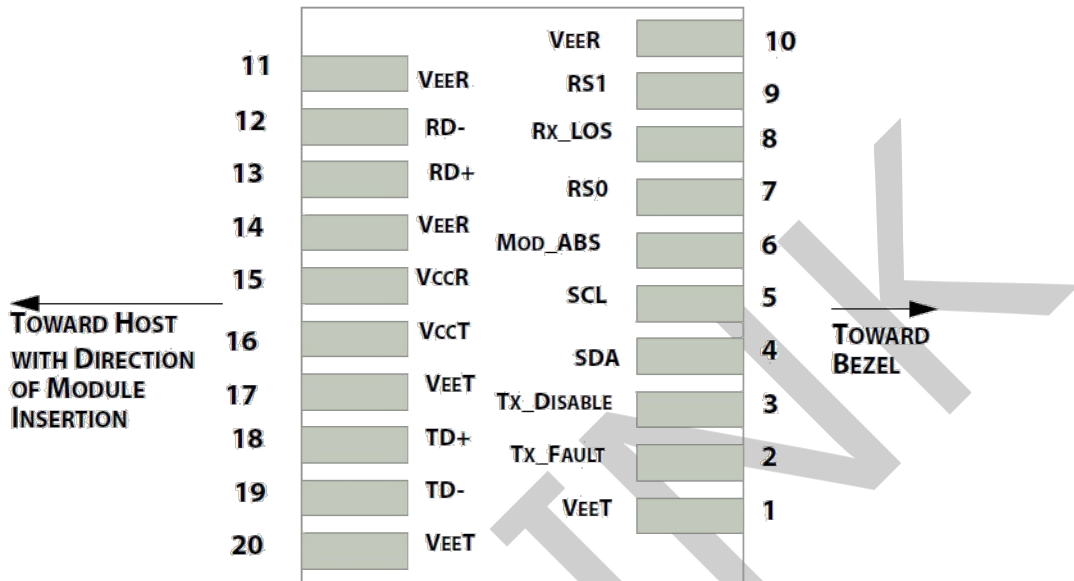 VEER 10
11 VEER
RS1 9
12 RD-
RX_LOS 8
13 RD+
RS0 7
14 VEER
MOD_ABS 6
15 VCCR
SCL 5
TOWARD HOST
WITH DIRECTION
OF MODULE
INSERTION
16 VCCT
TOWARD
BEZEL
SDA 4
17 VEET
TX_DISABLE 3
18 TD+
TX_FAULT 2
19 TD-
VEET 1
20 VEET